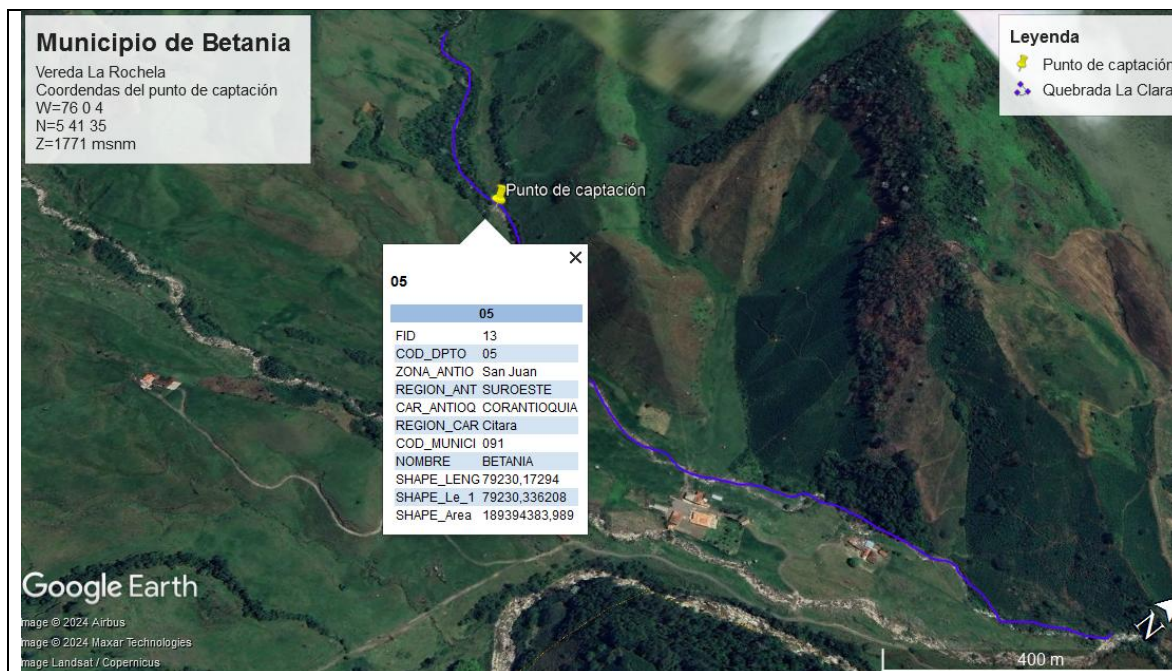 Municipio de Betania
Vereda La Rochela
Coordendas del punto de captación
W=76 0 4
N=5 41 35
Z=1771 msnm
Leyenda
Punto de captación
Quebrada La Clara
Punto de captación
05
05
FID 13
COD_DPTO 05
ZONA_ANTIO San Juan
REGION_ANT SUROESTE
CAR_ANTIOQ CORANTIOQUIA
REGION_CAR Citara
COD_MUNICI 091
NOMBRE BETANIA
SHAPE_LENG 79230,17294
SHAPE_Le_1 79230,336208
SHAPE_Area 189394383,989
Google Earth
mage © 2024 Airbus
mage © 2024 Maxar Technologies
mage Landsat / Copernicus
400 m
N